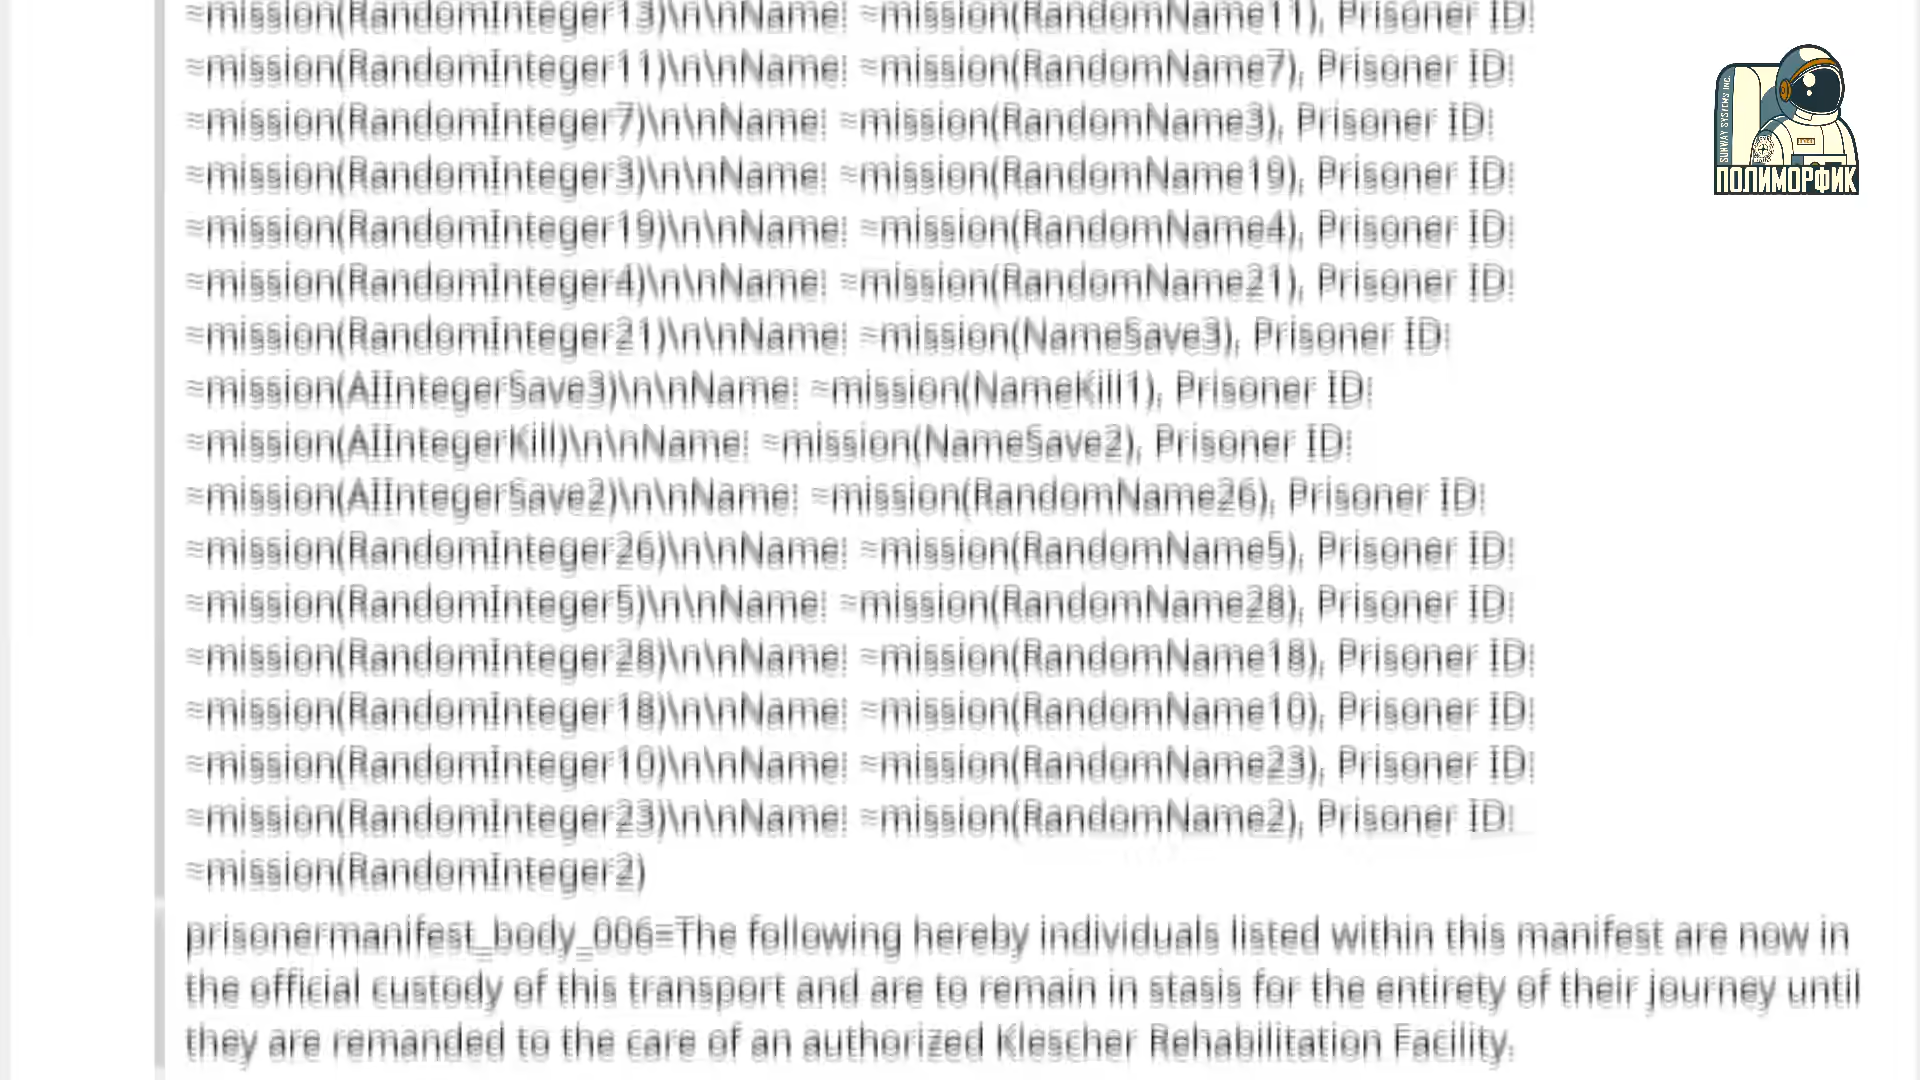 ≈mission(RandomInteger13)\n\nName: ≈mission(RandomName11), Prisoner ID:
≈mission(RandomInteger11)\n\nName: ≈mission(RandomName7), Prisoner ID:
≈mission(RandomInteger7)\n\nName: ≈mission(RandomName3), Prisoner ID:
≈mission(RandomInteger3)\n\nName: ≈mission(RandomName19), Prisoner ID:
≈mission(RandomInteger19)\n\nName: ≈mission(RandomName4), Prisoner ID:
≈mission(RandomInteger4)\n\nName: ≈mission(RandomName21), Prisoner ID:
≈mission(RandomInteger21)\n\nName: ≈mission(NameSave3), Prisoner ID:
≈mission(AIIntegerSave3)\n\nName: ≈mission(NameKill1), Prisoner ID:
≈mission(AIIntegerKill)\n\nName: ≈mission(NameSave2), Prisoner ID:
≈mission(AIIntegerSave2)\n\nName: ≈mission(RandomName26), Prisoner ID:
≈mission(RandomInteger26)\n\nName: ≈mission(RandomName5), Prisoner ID:
≈mission(RandomInteger5)\n\nName: ≈mission(RandomName28), Prisoner ID:
≈mission(RandomInteger28)\n\nName: ≈mission(RandomName18), Prisoner ID:
≈mission(RandomInteger18)\n\nName: ≈mission(RandomName10), Prisoner ID:
≈mission(RandomInteger10)\n\nName: ≈mission(RandomName23), Prisoner ID:
≈mission(RandomInteger23)\n\nName: ≈mission(RandomName2), Prisoner ID:
≈mission(RandomInteger2)
prisonermanifest_body_006=The following hereby individuals listed within this manifest are now in
the official custody of this transport and are to remain in stasis for the entirety of their journey until
they are remanded to the care of an authorized Klescher Rehabilitation Facility.
SUNWAY SYSTEMS INC.
ПОЛИМОРФИК